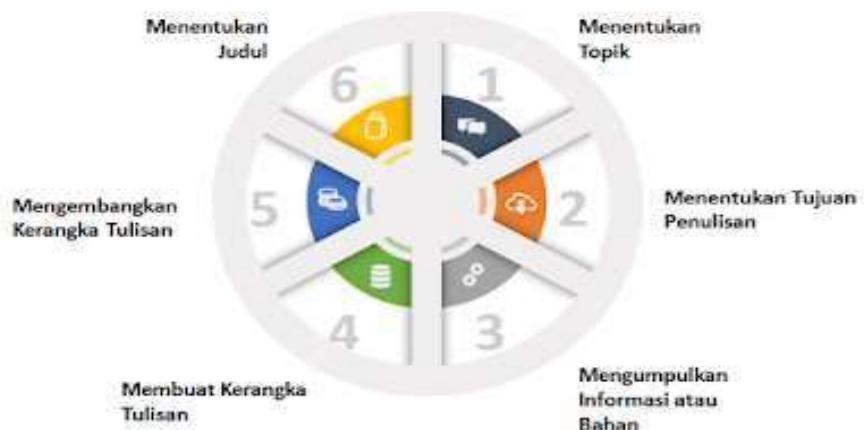 Menentukan
Topik
1
Menentukan Tujuan
Penulisan
2
Mengumpulkan
Informasi atau
Bahan
3
Membuat Kerangka
Tulisan
4
Mengembangkan
Kerangka Tulisan
5
Menentukan
Judul
6